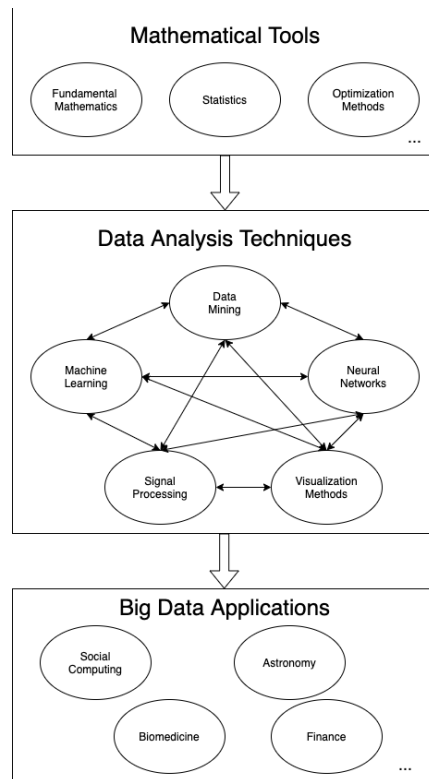 Mathematical Tools
Fundamental
Mathematics
Statistics
Optimization
Methods
...
Data Analysis Techniques
Data
Mining
Machine
Learning
Neural
Networks
Signal
Processing
Visualization
Methods
Big Data Applications
Social
Computing
Astronomy
Biomedicine
Finance
...